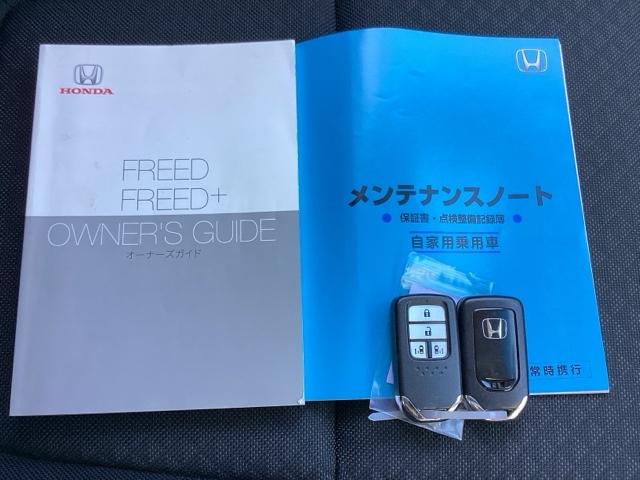 HONDA
FREED
FREED+
OWNER'S GUIDE
オーナーズガイド
メンテナンスノート
保証書・点検整備記録簿
自家用乗用車
常時携行